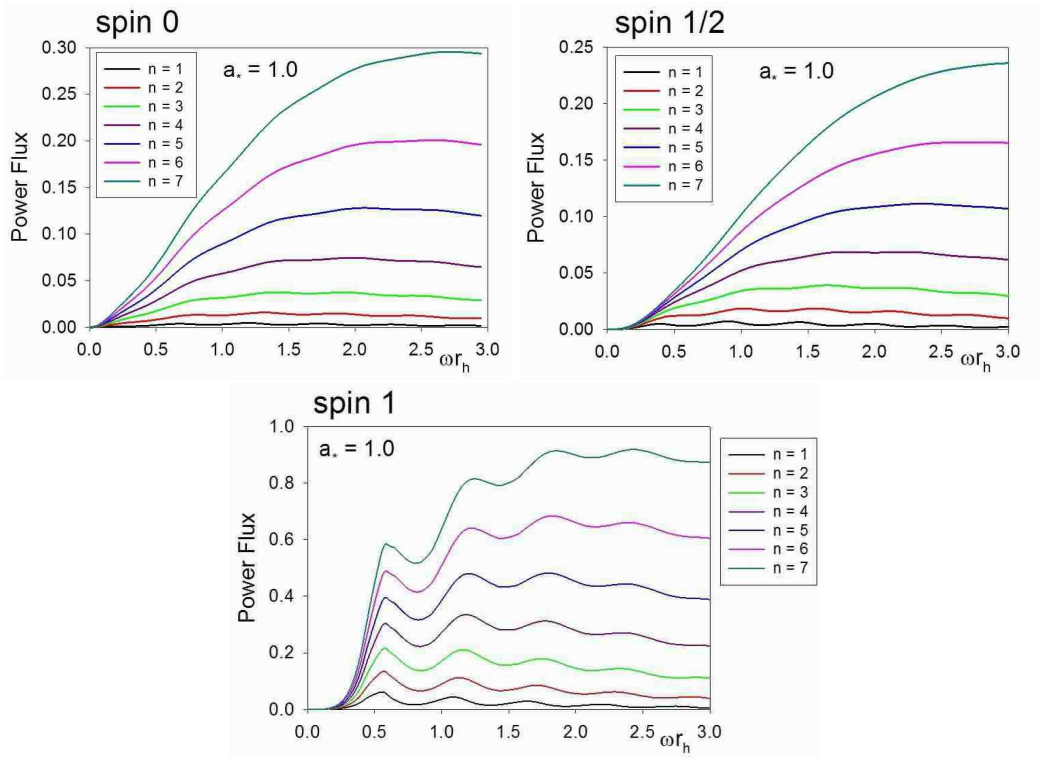 spin 0
a* = 1.0
n = 1
n = 2
n = 3
n = 4
n = 5
n = 6
n = 7
Power Flux
0.30
0.25
0.20
0.15
0.10
0.05
0.00
0.0 0.5 1.0 1.5 2.0 2.5 3.0
ωr_h
spin 1/2
a* = 1.0
n = 1
n = 2
n = 3
n = 4
n = 5
n = 6
n = 7
Power Flux
0.25
0.20
0.15
0.10
0.05
0.00
0.0 0.5 1.0 1.5 2.0 2.5 3.0
ωr_h
spin 1
a* = 1.0
n = 1
n = 2
n = 3
n = 4
n = 5
n = 6
n = 7
Power Flux
1.0
0.8
0.6
0.4
0.2
0.0
0.0 0.5 1.0 1.5 2.0 2.5 3.0
ωr_h